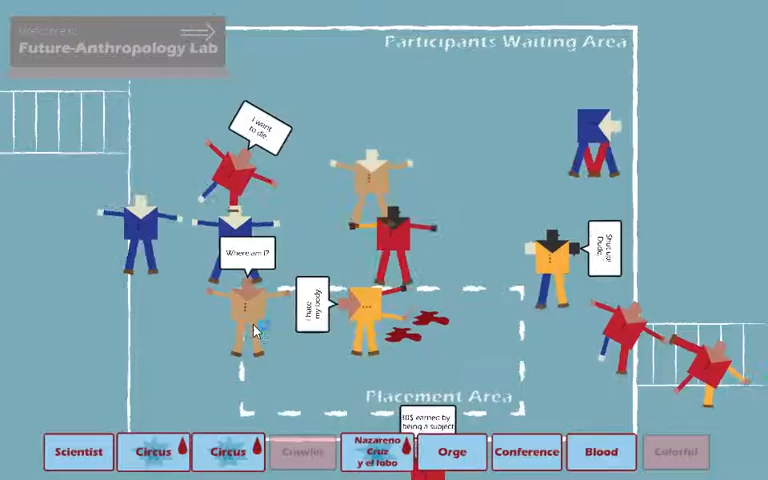 Welcome to
Future-Anthropology Lab
Participants Waiting Area
I want
to die.
Where am I?
I hate
my body.
Shut up!
Dude.
Placement Area
30$ earned by
being a subject
Scientist
Circus
Circus
Crawler
Nazareno
Cruz
y el lobo
Orge
Conference
Blood
Colorful